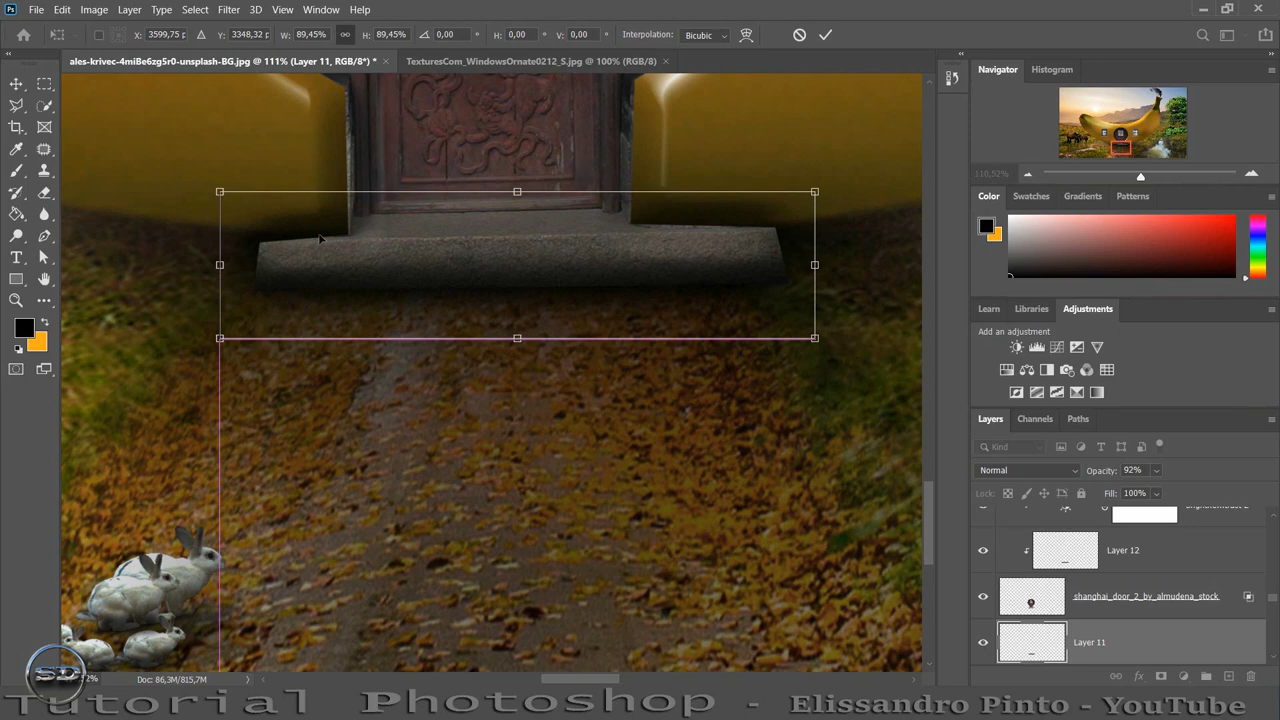 Ps File Edit Image Layer Type Select Filter 3D View Window Help
X: 3599,75 p Y: 3348,32 p W: 89,45% H: 89,45% 0,00 ° H: 0,00 ° V: 0,00 ° Interpolation: Bicubic
ales-krivec-4miBe6zg5r0-unsplash-BG.jpg @ 111% (Layer 11, RGB/8*) * × TexturesCom_WindowsOrnate0212_S.jpg @ 100% (RGB/8) ×
Navigator Histogram
110,52%
Color Swatches Gradients Patterns
Learn Libraries Adjustments
Add an adjustment
Layers Channels Paths
Kind
Normal Opacity: 92%
Lock: Fill: 100%
Layer 12
shanghai_door_2_by_almudena_stock
Layer 11
SD
Doc: 86,3M/815,7M
Tutorial Photoshop - Elissandro Pinto - YouTube